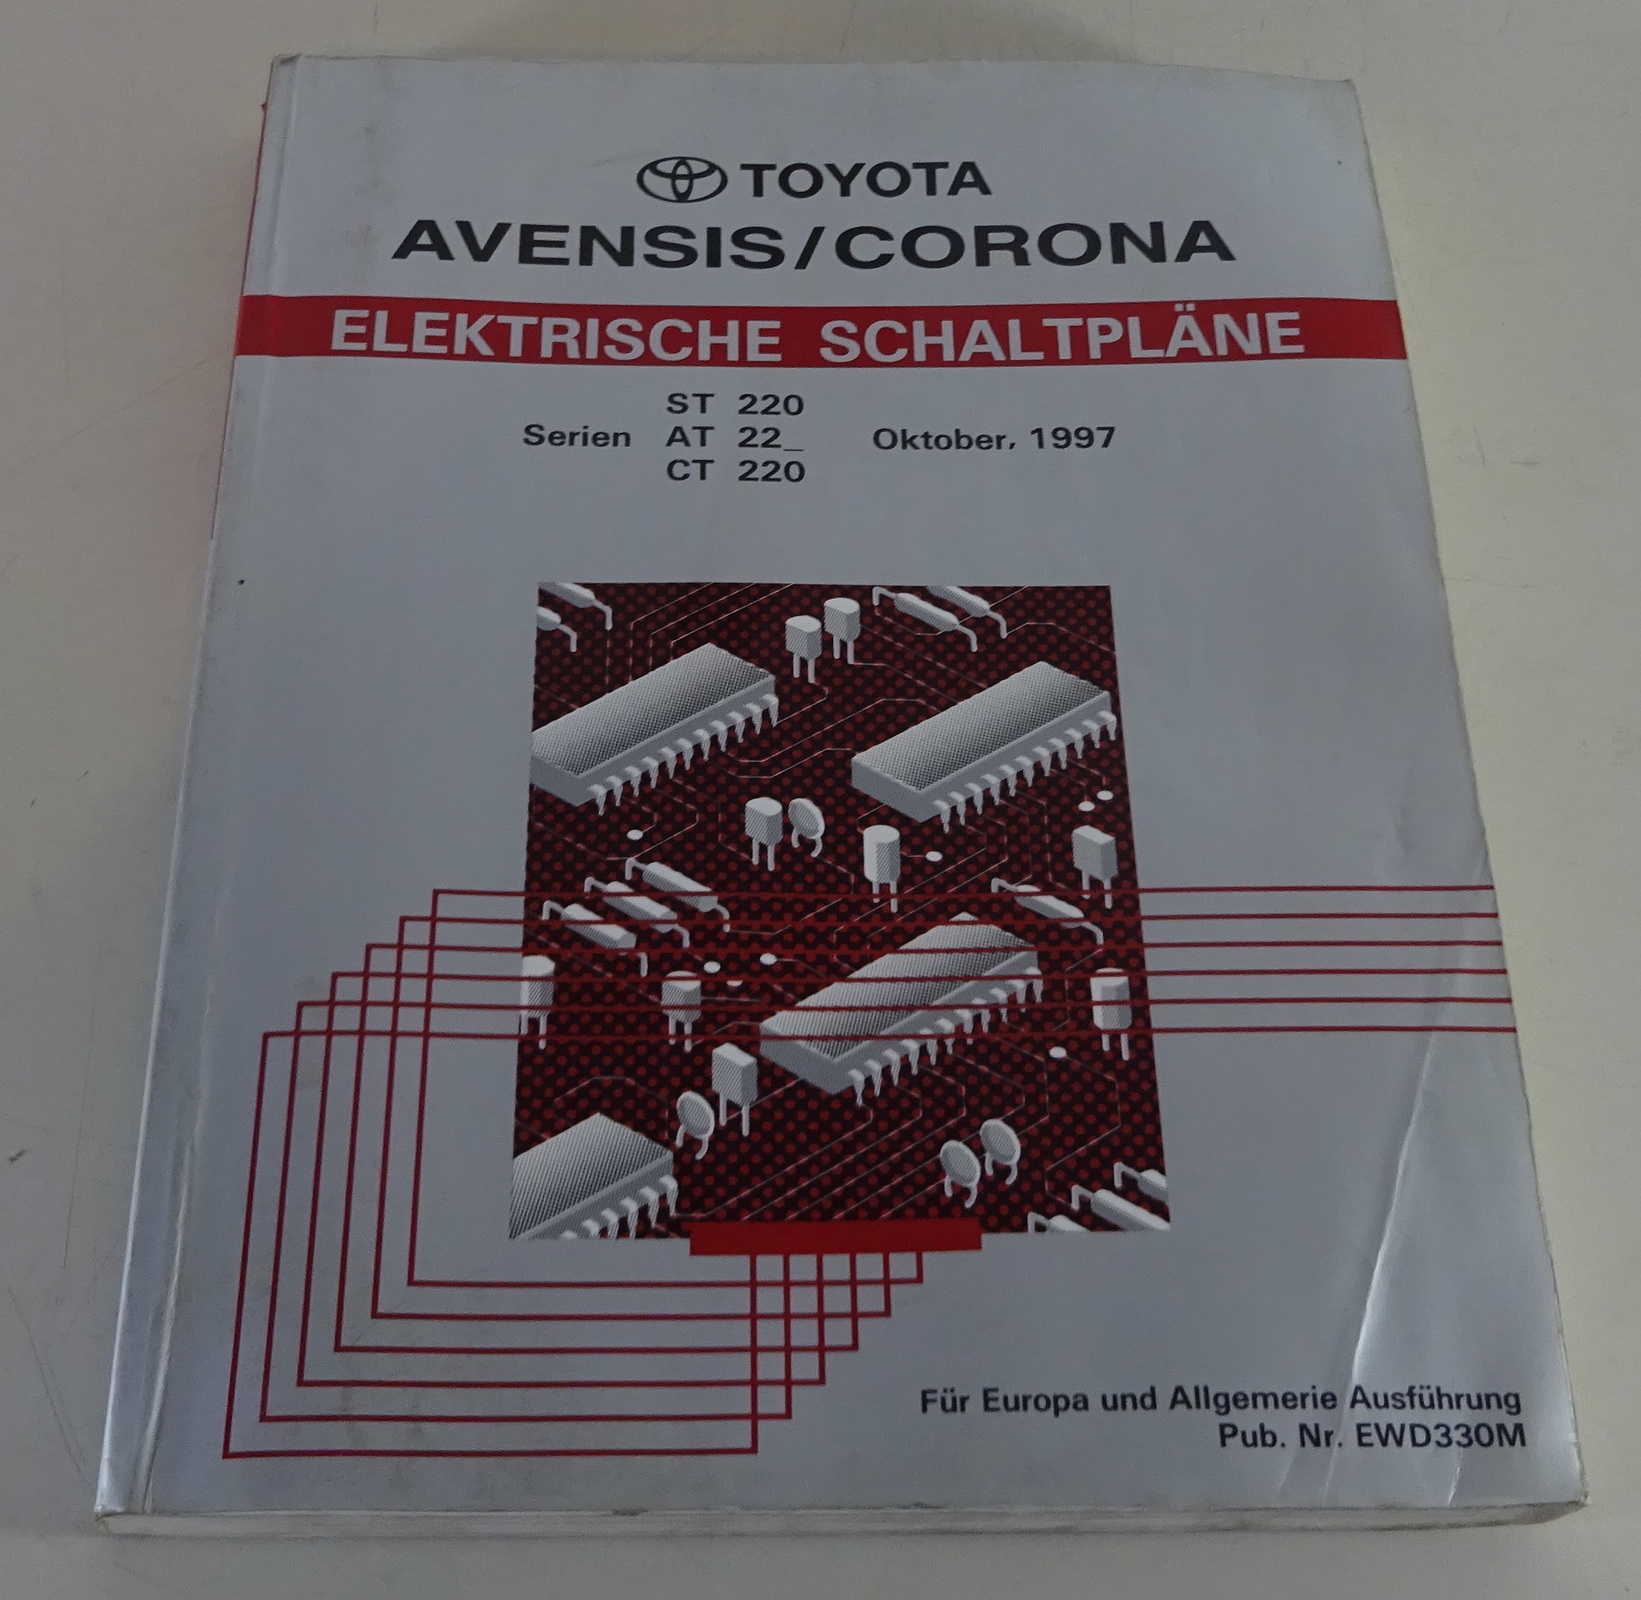 TOYOTA
AVENSIS/CORONA
ELEKTRISCHE SCHALTPLÄNE
ST 220
Serien AT 22_ Oktober, 1997
CT 220
Für Europa und Allgemerie Ausführung
Pub. Nr. EWD330M